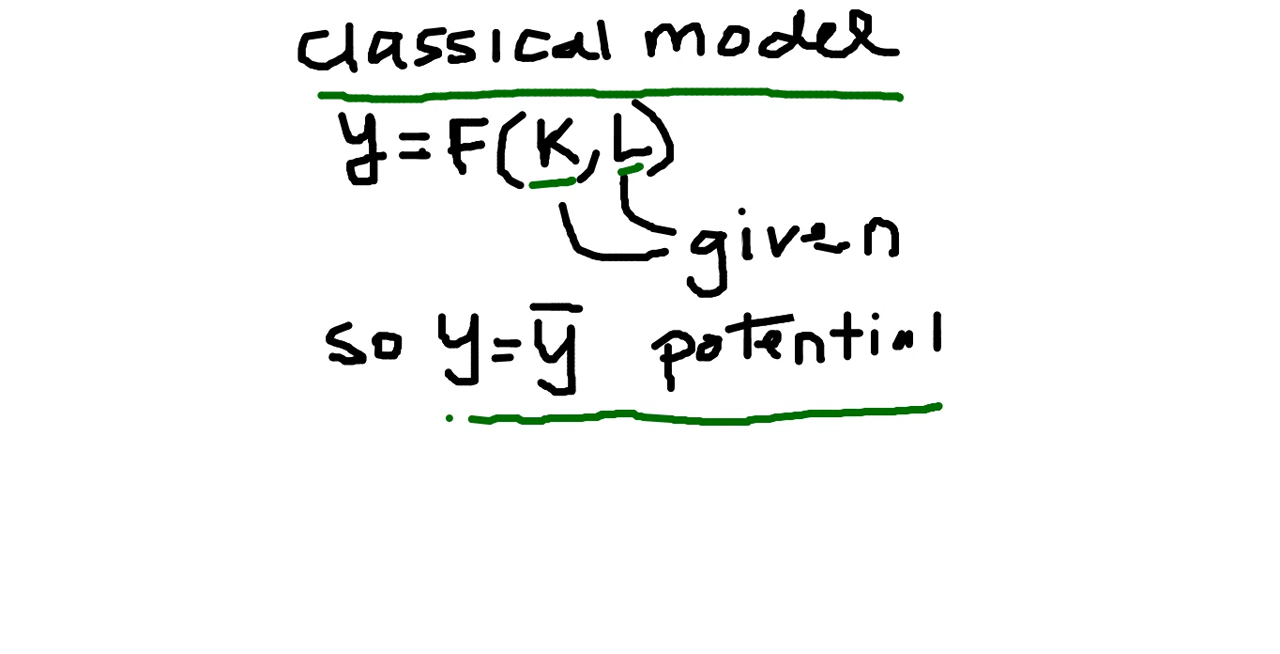 classical model
y = F(K, L)
given
so y = ȳ potential